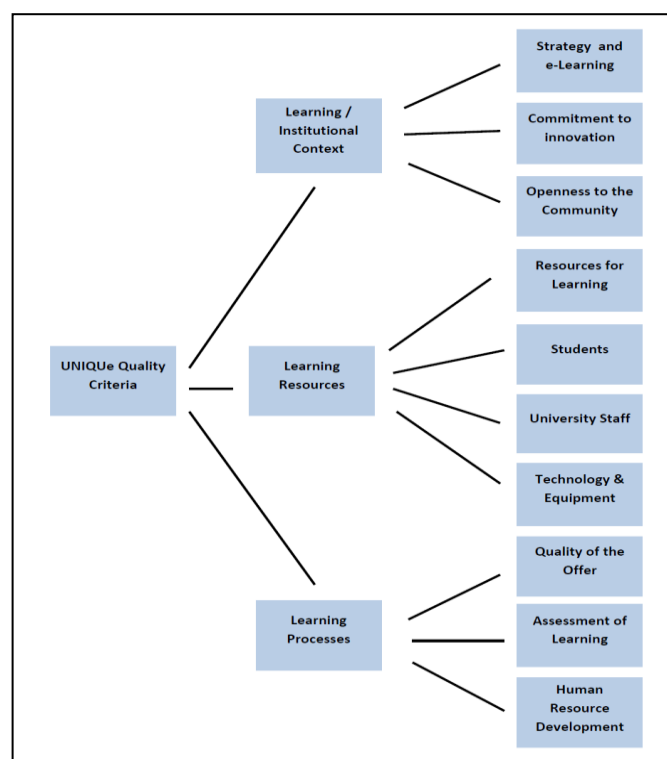 Strategy and
e-Learning
Learning /
Institutional
Context
Commitment to
innovation
Openness to the
Community
Resources for
Learning
UNIQUe Quality
Criteria
Learning
Resources
Students
University Staff
Technology &
Equipment
Quality of the
Offer
Learning
Processes
Assessment of
Learning
Human
Resource
Development